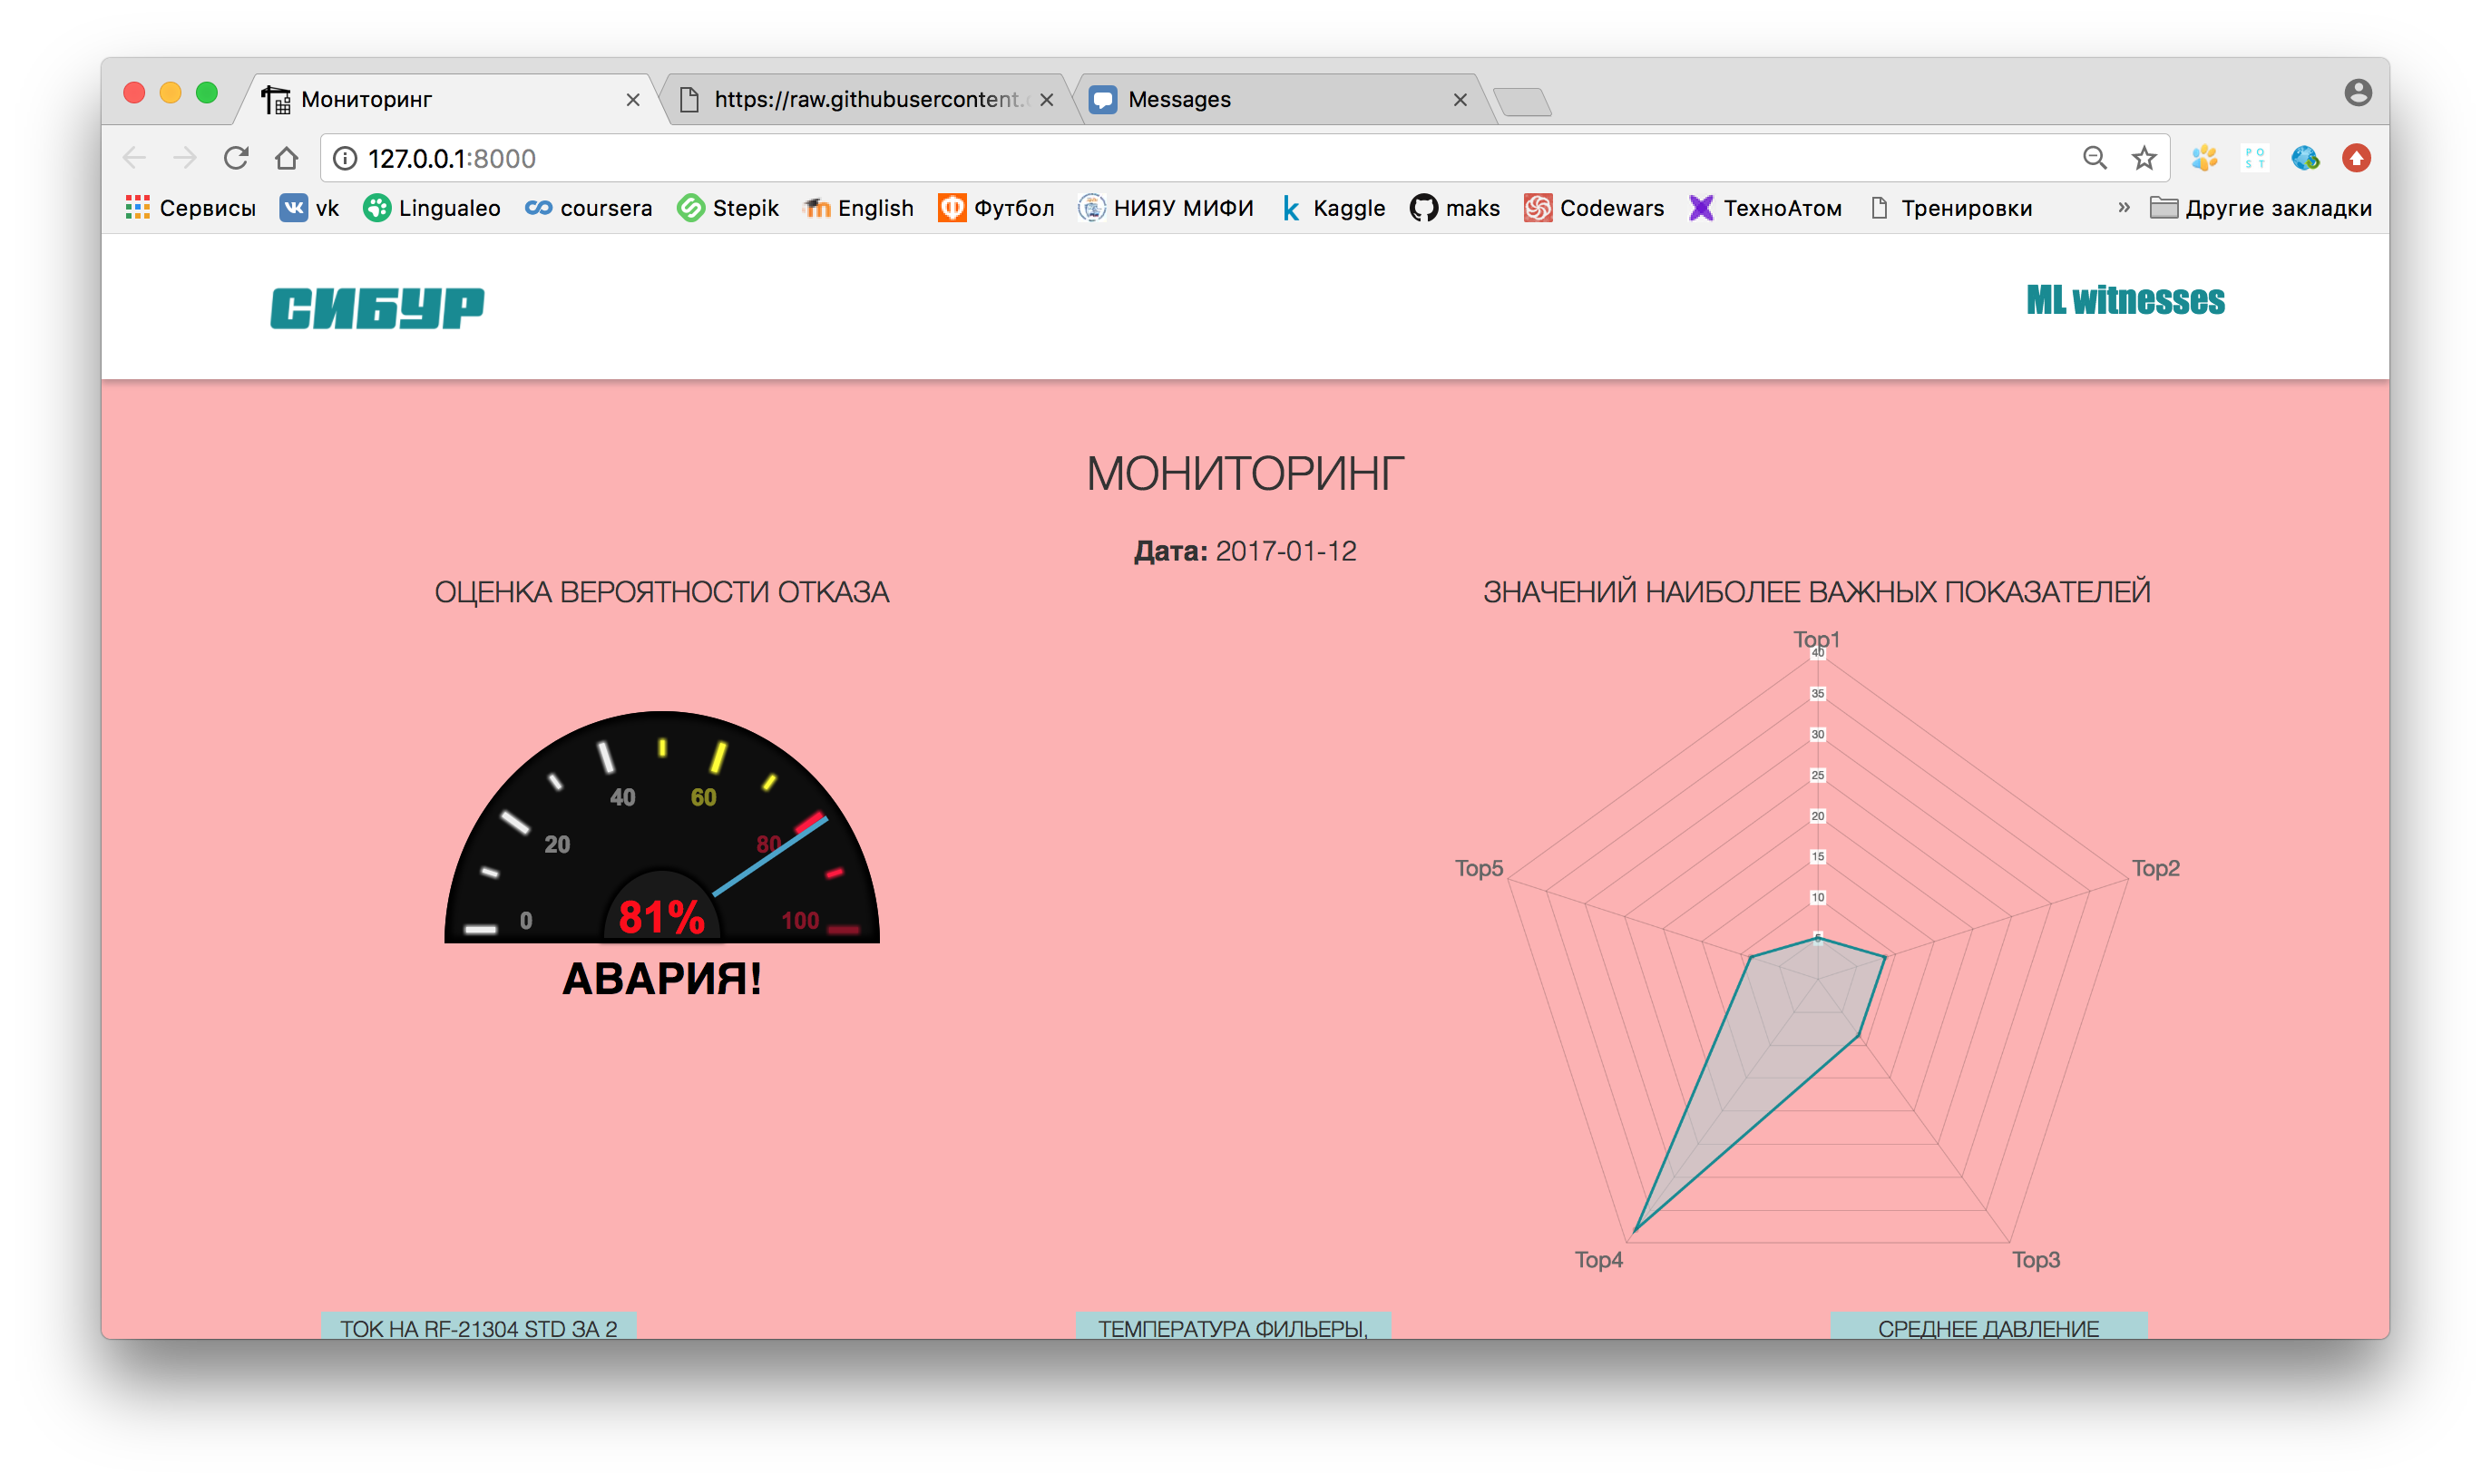 Мониторинг
https://raw.githubusercontent.
Messages
127.0.0.1:8000
Сервисы
vk
Lingualeo
coursera
Stepik
English
Футбол
НИЯУ МИФИ
Kaggle
maks
Codewars
ТехноАтом
Тренировки
» Другие закладки
СИБУР
ML witnesses
МОНИТОРИНГ
Дата: 2017-01-12
ОЦЕНКА ВЕРОЯТНОСТИ ОТКАЗА
0
20
40
60
80
100
81%
АВАРИЯ!
ЗНАЧЕНИЙ НАИБОЛЕЕ ВАЖНЫХ ПОКАЗАТЕЛЕЙ
Top1
40
35
30
25
20
15
10
5
Top5
Top2
Top4
Top3
ТОК НА RF-21304 STD ЗА 2
ТЕМПЕРАТУРА ФИЛЬЕРЫ,
СРЕДНЕЕ ДАВЛЕНИЕ